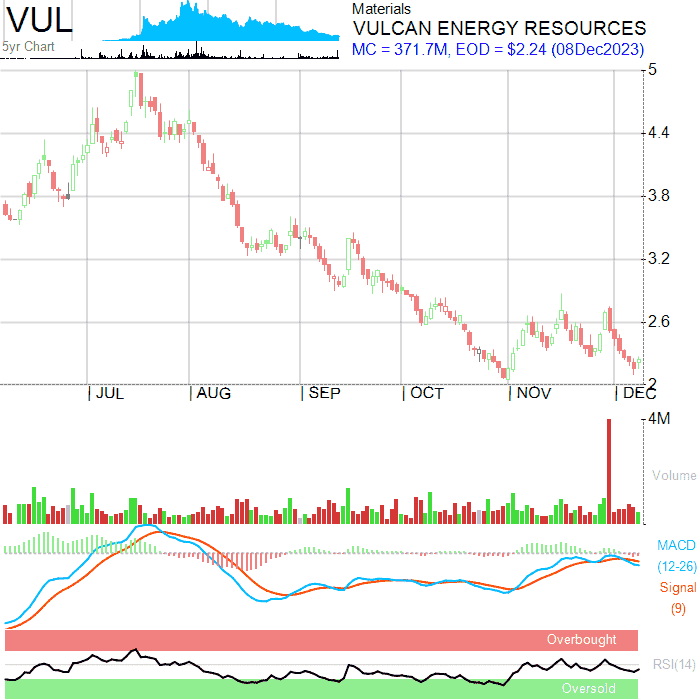 VUL
5yr Chart
Materials
VULCAN ENERGY RESOURCES
MC = 371.7M, EOD = $2.24 (08Dec2023)
5
4.4
3.8
3.2
2.6
2
JUL AUG SEP OCT NOV DEC
4M
Volume
MACD
(12-26)
Signal
(9)
Overbought
RSI(14)
Oversold